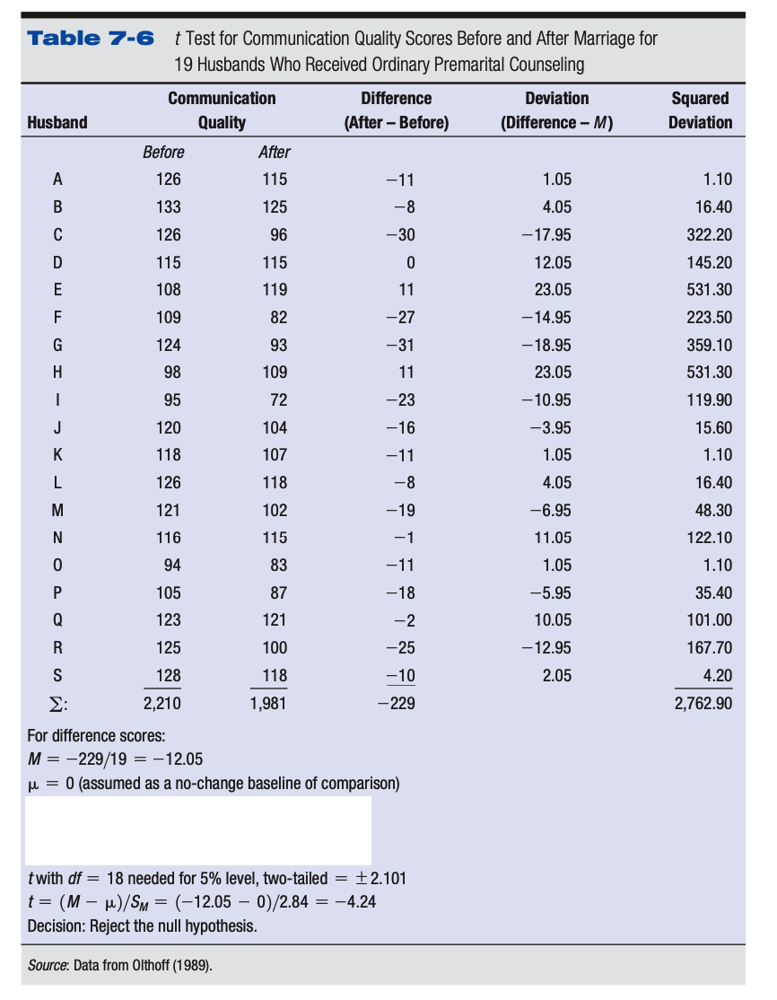 Table 7-6 t Test for Communication Quality Scores Before and After Marriage for
19 Husbands Who Received Ordinary Premarital Counseling
Communication Difference Deviation Squared
Husband Quality (After – Before) (Difference – M) Deviation
Before After
A 126 115 −11 1.05 1.10
B 133 125 −8 4.05 16.40
C 126 96 −30 −17.95 322.20
D 115 115 0 12.05 145.20
E 108 119 11 23.05 531.30
F 109 82 −27 −14.95 223.50
G 124 93 −31 −18.95 359.10
H 98 109 11 23.05 531.30
I 95 72 −23 −10.95 119.90
J 120 104 −16 −3.95 15.60
K 118 107 −11 1.05 1.10
L 126 118 −8 4.05 16.40
M 121 102 −19 −6.95 48.30
N 116 115 −1 11.05 122.10
O 94 83 −11 1.05 1.10
P 105 87 −18 −5.95 35.40
Q 123 121 −2 10.05 101.00
R 125 100 −25 −12.95 167.70
S 128 118 −10 2.05 4.20
Σ: 2,210 1,981 −229 2,762.90
For difference scores:
M = −229/19 = −12.05
μ = 0 (assumed as a no-change baseline of comparison)
t with df = 18 needed for 5% level, two-tailed = ±2.101
t = (M − μ)/SM = (−12.05 − 0)/2.84 = −4.24
Decision: Reject the null hypothesis.
Source: Data from Olthoff (1989).